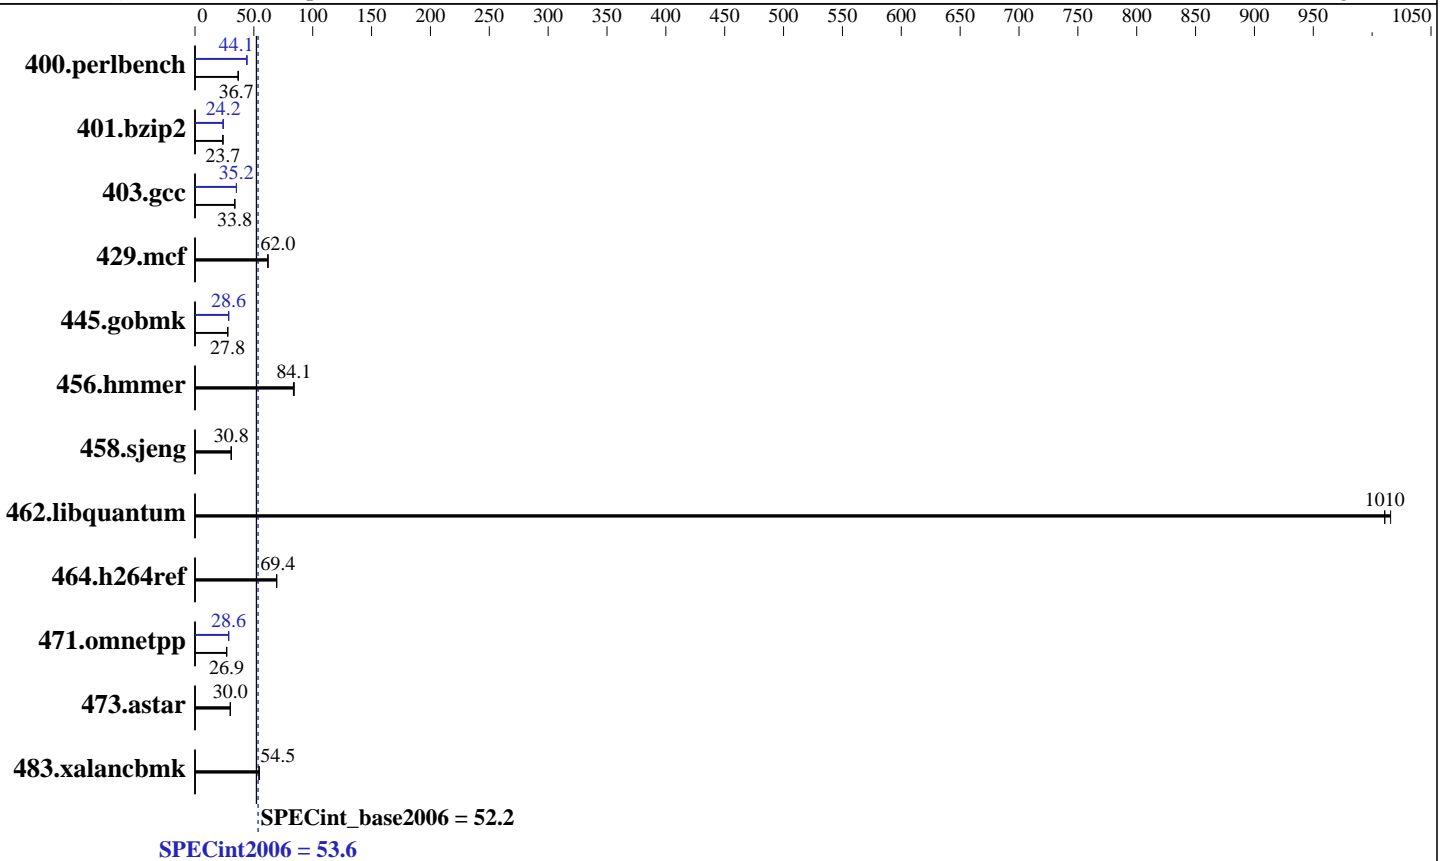 0 50.0 100 150 200 250 300 350 400 450 500 550 600 650 700 750 800 850 900 950 1050
44.1
400.perlbench
36.7
24.2
401.bzip2
23.7
35.2
403.gcc
33.8
62.0
429.mcf
28.6
445.gobmk
27.8
84.1
456.hmmer
30.8
458.sjeng
1010
462.libquantum
69.4
464.h264ref
28.6
471.omnetpp
26.9
30.0
473.astar
54.5
483.xalancbmk
SPECint_base2006 = 52.2
SPECint2006 = 53.6